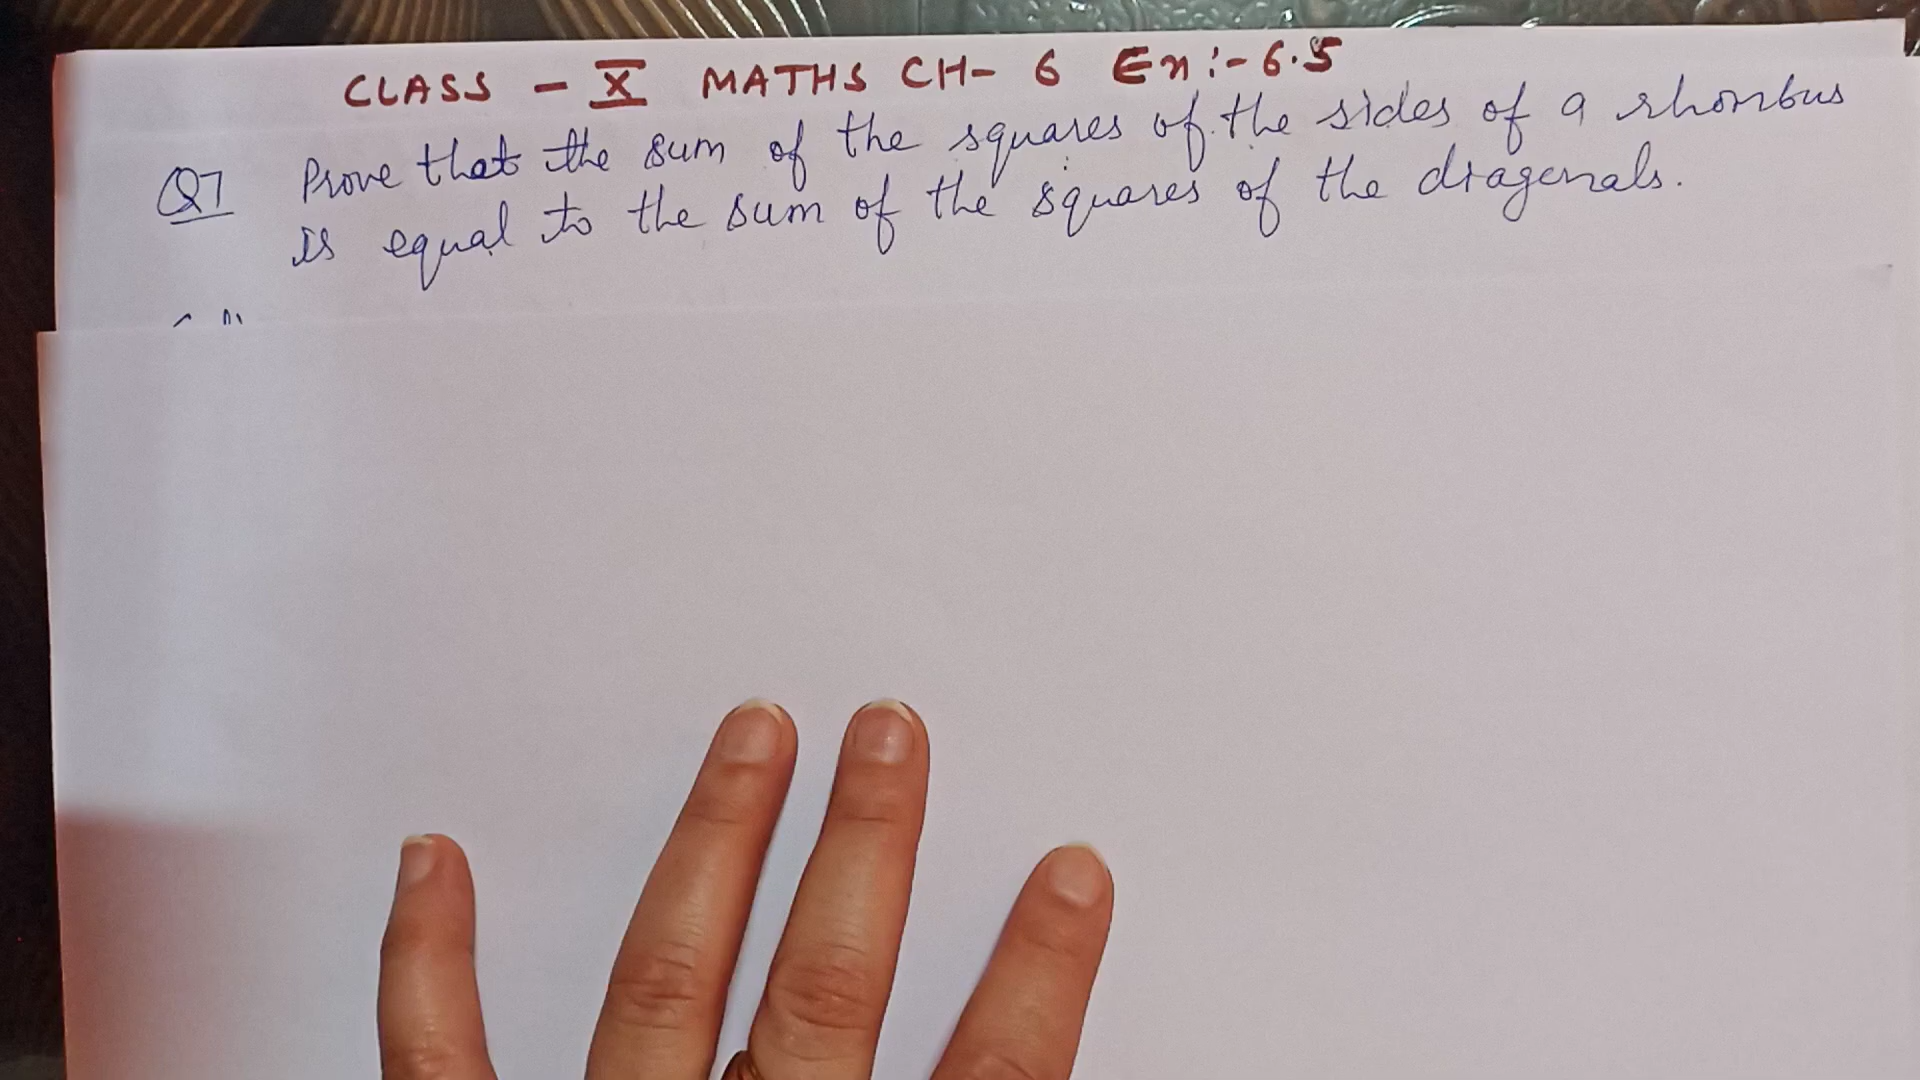 CLASS - X MATHS CH- 6 Ex:- 6.5
Q7 Prove that the sum of the squares of the sides of a rhombus
is equal to the sum of the squares of the diagonals.